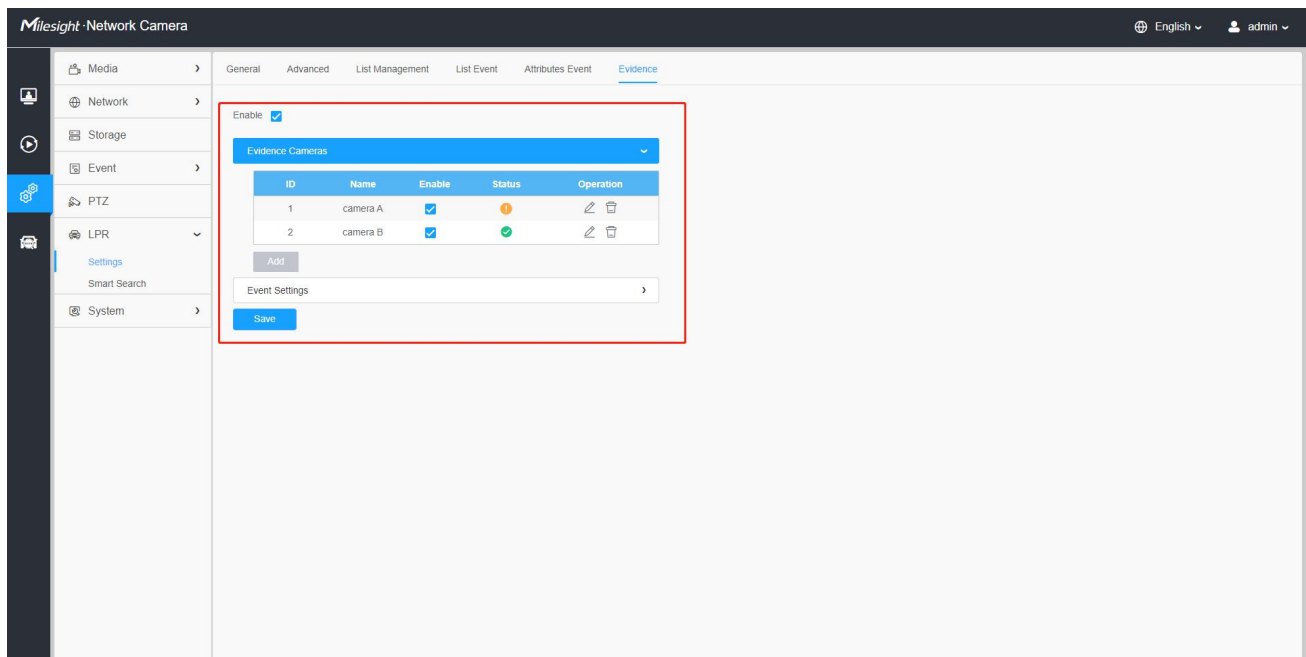 Milesight · Network Camera
English
admin
Media
Network
Storage
Event
PTZ
LPR
Settings
Smart Search
System
General Advanced List Management List Event Attributes Event Evidence
Enable
Evidence Cameras
ID Name Enable Status Operation
1 camera A
2 camera B
Add
Event Settings
Save